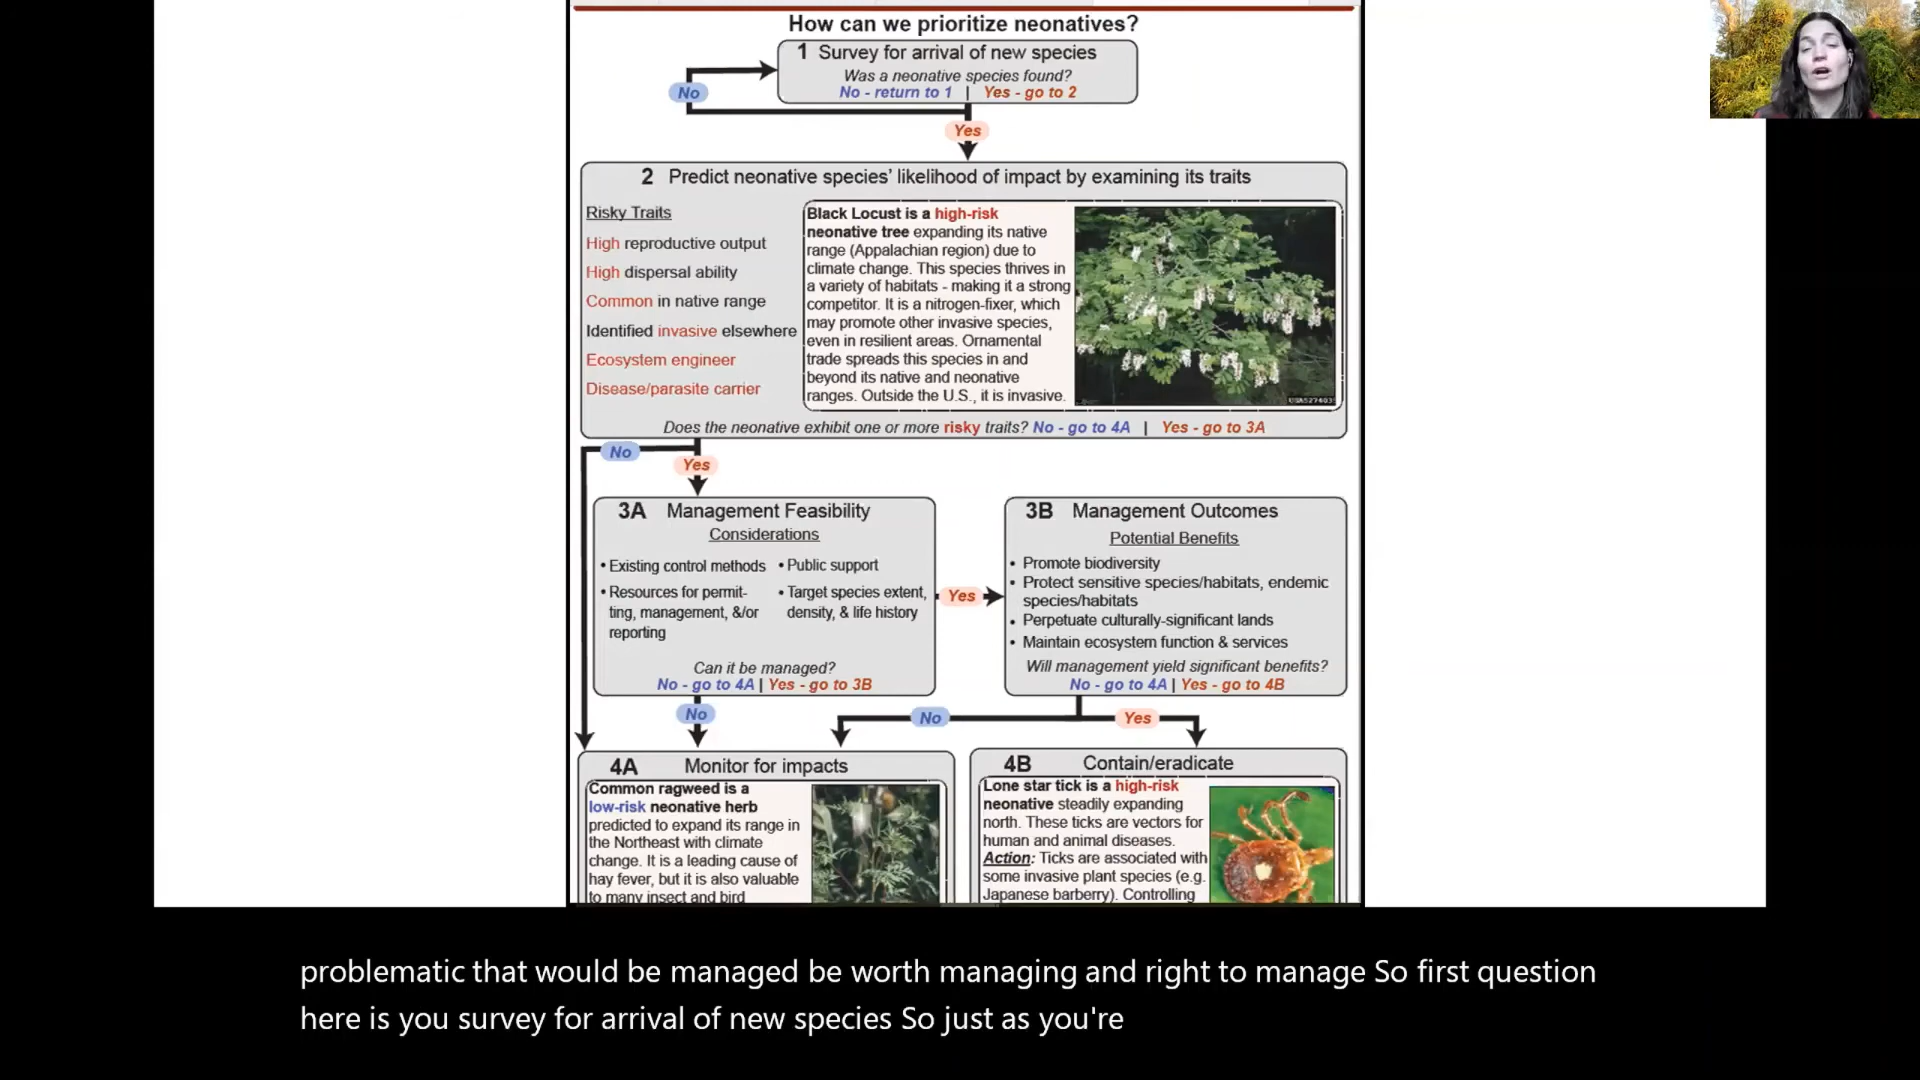 How can we prioritize neonatives?
1 Survey for arrival of new species
Was a neonative species found?
No - return to 1 | Yes - go to 2
No
Yes
2 Predict neonative species' likelihood of impact by examining its traits
Risky Traits
High reproductive output
High dispersal ability
Common in native range
Identified invasive elsewhere
Ecosystem engineer
Disease/parasite carrier
Black Locust is a high-risk
neonative tree expanding its native
range (Appalachian region) due to
climate change. This species thrives in
a variety of habitats - making it a strong
competitor. It is a nitrogen-fixer, which
may promote other invasive species,
even in resilient areas. Ornamental
trade spreads this species in and
beyond its native and neonative
ranges. Outside the U.S., it is invasive.
Does the neonative exhibit one or more risky traits? No - go to 4A | Yes - go to 3A
No
Yes
3A Management Feasibility
Considerations
• Existing control methods
• Resources for permit-
ting, management, &/or
reporting
• Public support
• Target species extent,
density, & life history
Can it be managed?
No - go to 4A | Yes - go to 3B
Yes
3B Management Outcomes
Potential Benefits
• Promote biodiversity
• Protect sensitive species/habitats, endemic
species/habitats
• Perpetuate culturally-significant lands
• Maintain ecosystem function & services
Will management yield significant benefits?
No - go to 4A | Yes - go to 4B
No
No
Yes
4A Monitor for impacts
Common ragweed is a
low-risk neonative herb
predicted to expand its range in
the Northeast with climate
change. It is a leading cause of
hay fever, but it is also valuable
to many insect and bird
4B Contain/eradicate
Lone star tick is a high-risk
neonative steadily expanding
north. These ticks are vectors for
human and animal diseases.
Action: Ticks are associated with
some invasive plant species (e.g.
Japanese barberry). Controlling
problematic that would be managed be worth managing and right to manage So first question
here is you survey for arrival of new species So just as you're